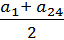 a₁ + a₂₄
2